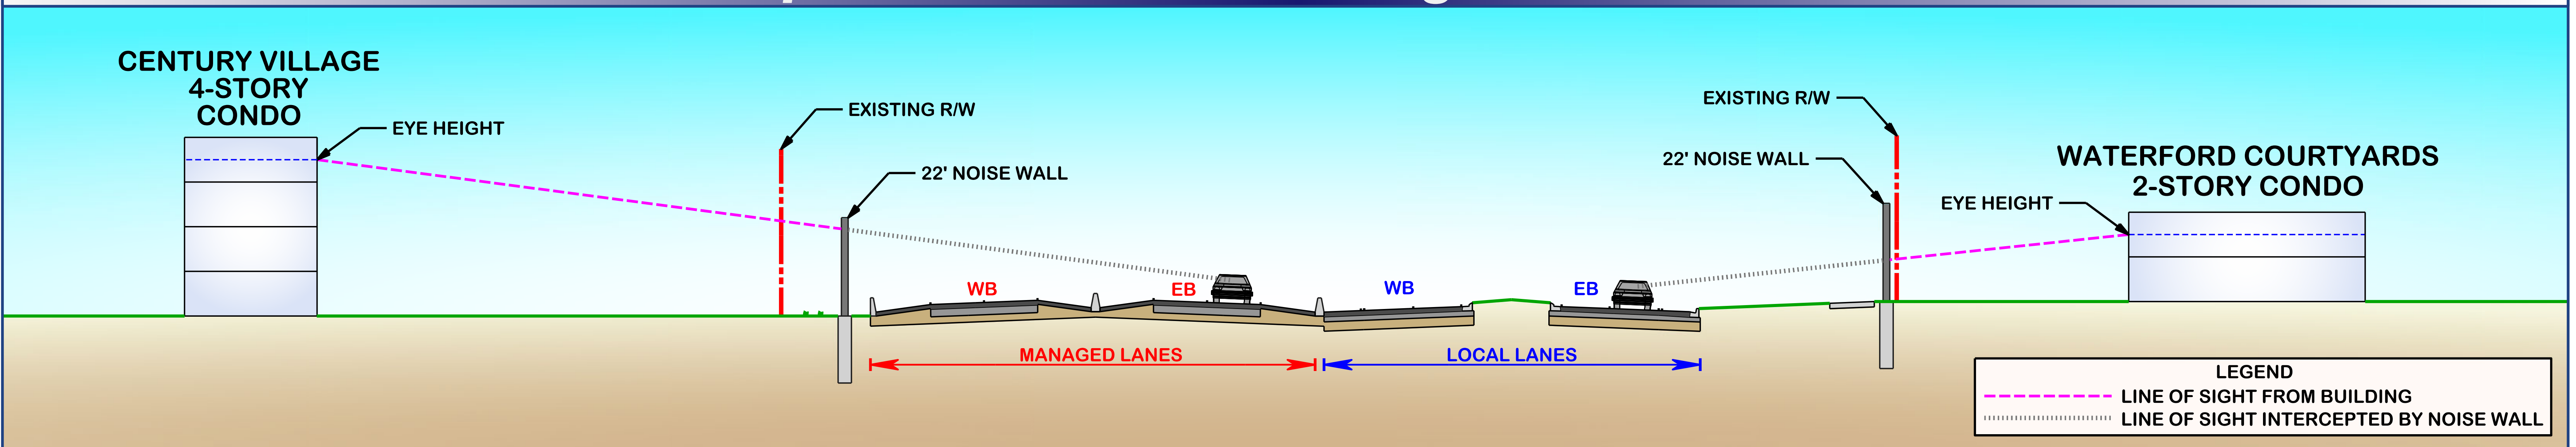 CENTURY VILLAGE
4-STORY
CONDO
EYE HEIGHT
EXISTING R/W
22' NOISE WALL
EXISTING R/W
22' NOISE WALL
WATERFORD COURTYARDS
2-STORY CONDO
EYE HEIGHT
WB
EB
WB
EB
MANAGED LANES
LOCAL LANES
LEGEND
LINE OF SIGHT FROM BUILDING
LINE OF SIGHT INTERCEPTED BY NOISE WALL